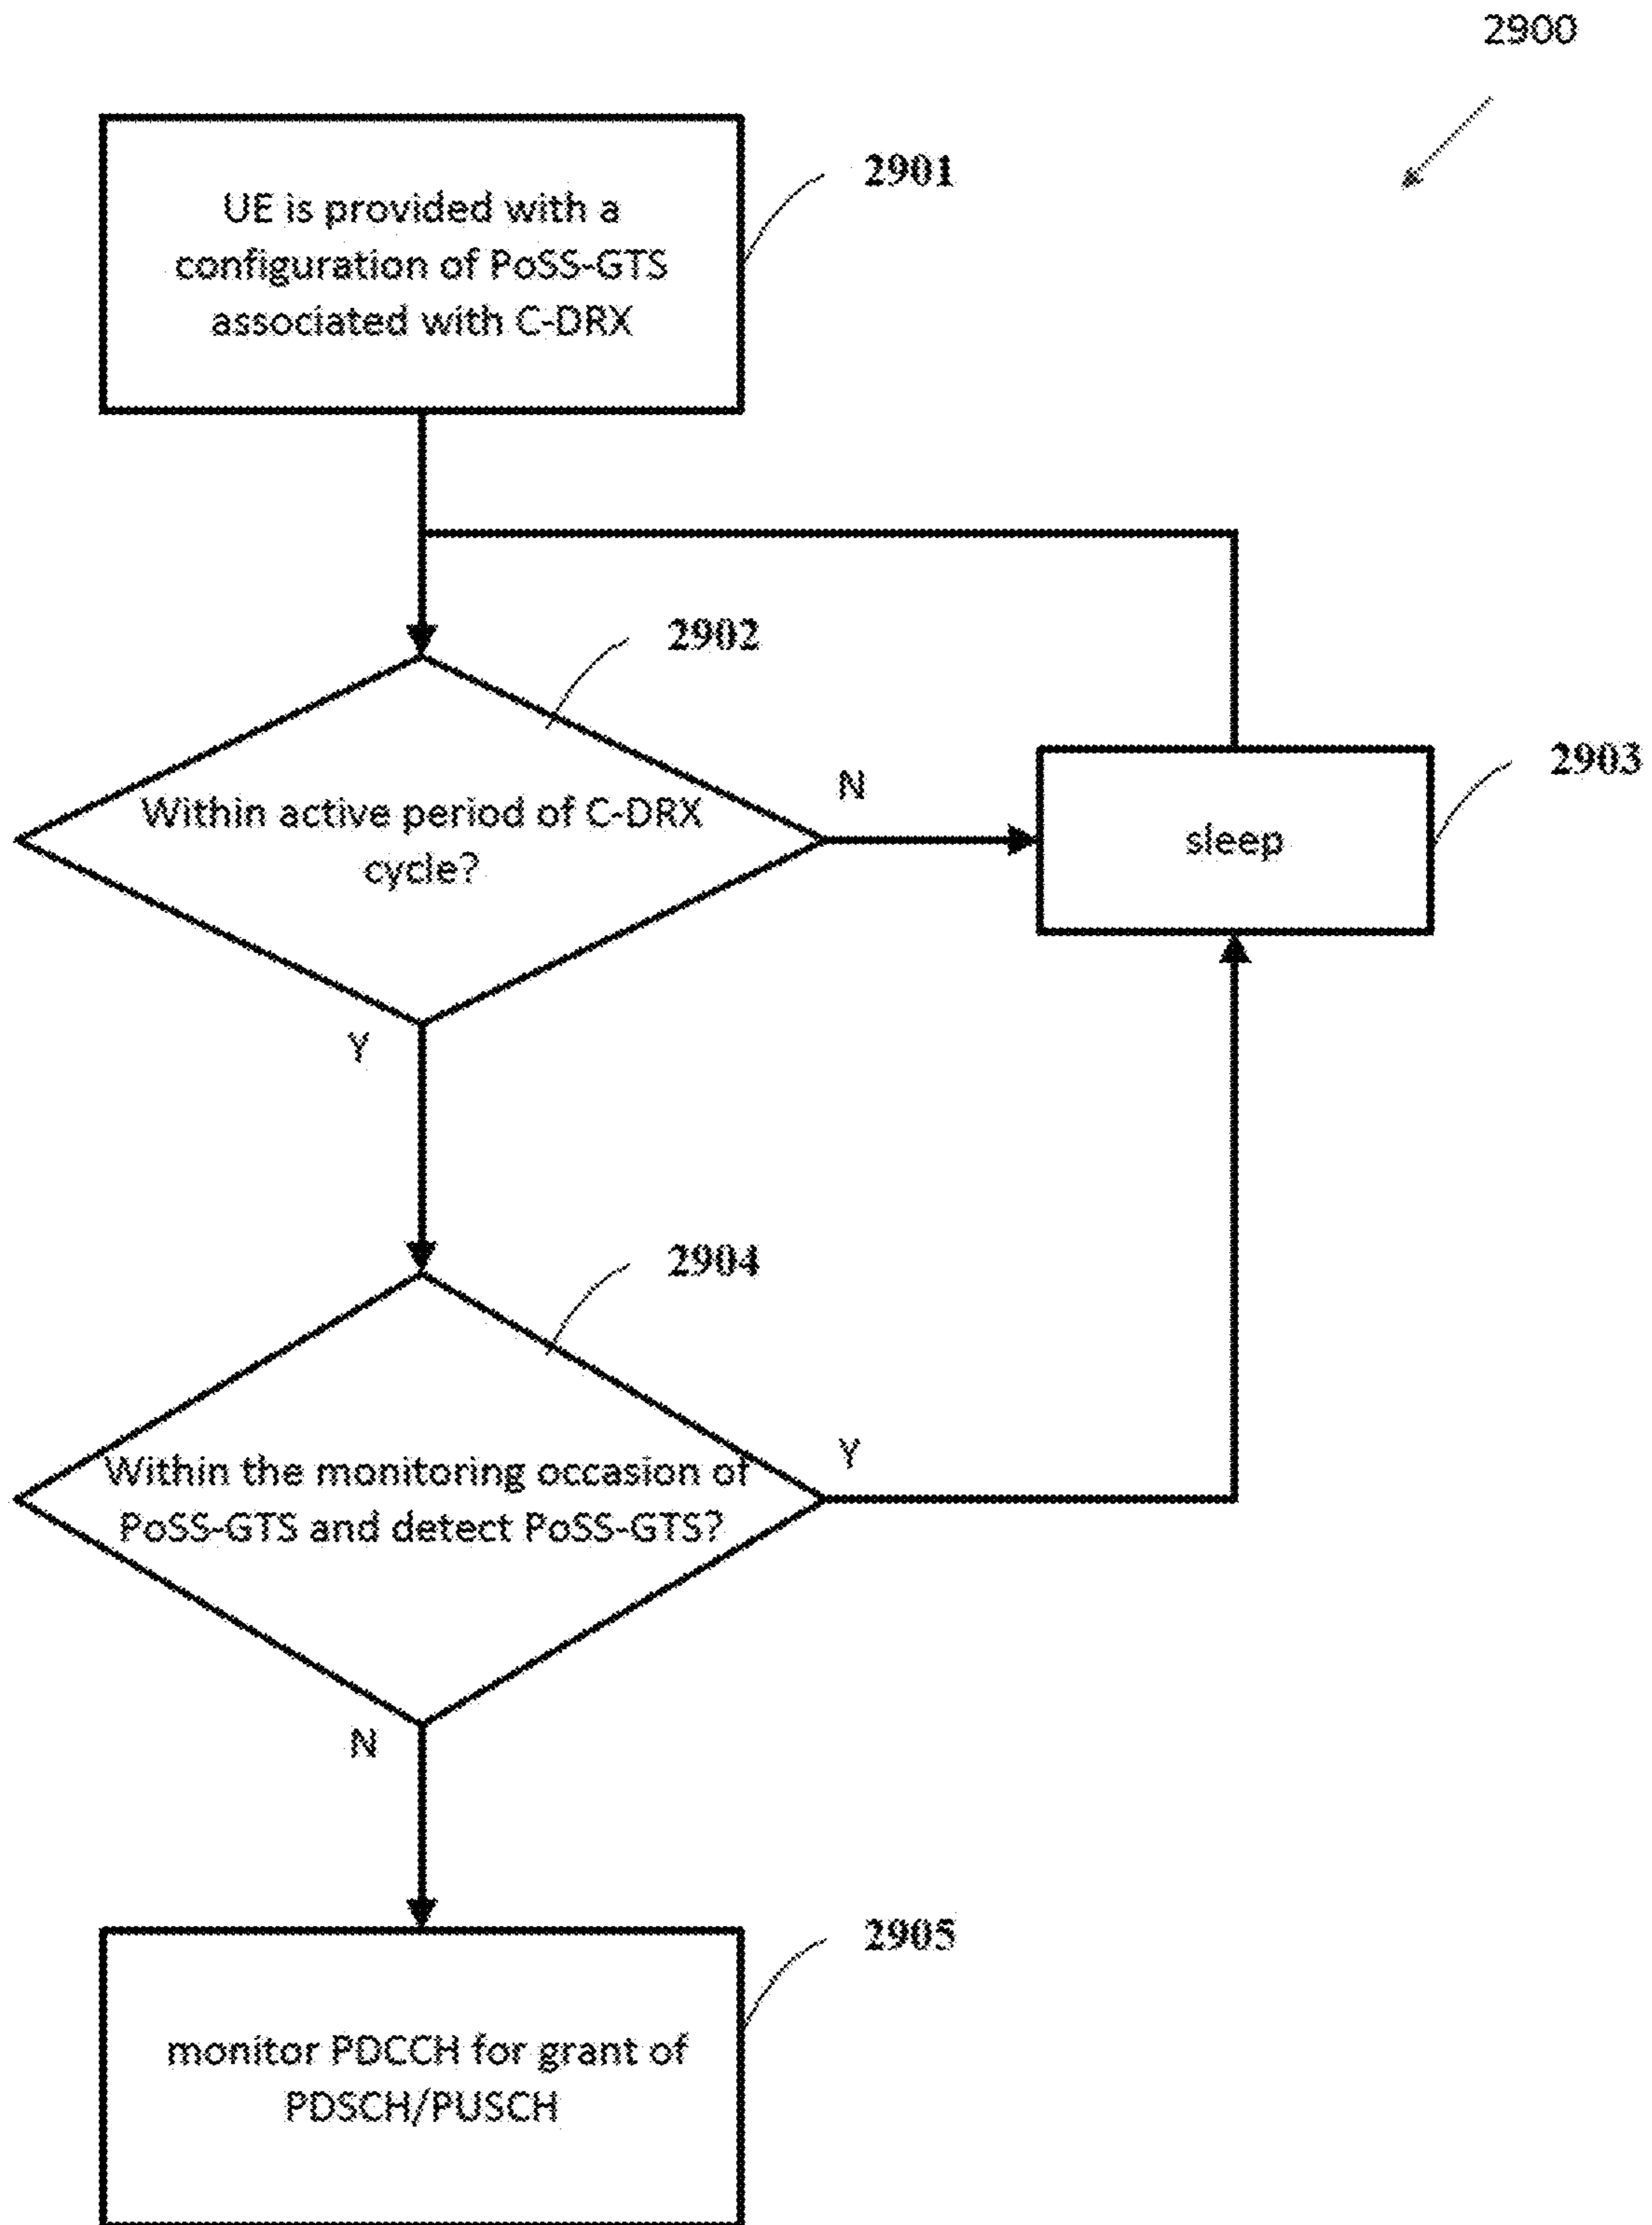 2900
UE is provided with a
configuration of PoSS-GTS
associated with C-DRX
2901
2902
Within active period of C-DRX
cycle?
N
sleep
2903
Y
2904
Within the monitoring occasion of
PoSS-GTS and detect PoSS-GTS?
Y
N
2905
monitor PDCCH for grant of
PDSCH/PUSCH